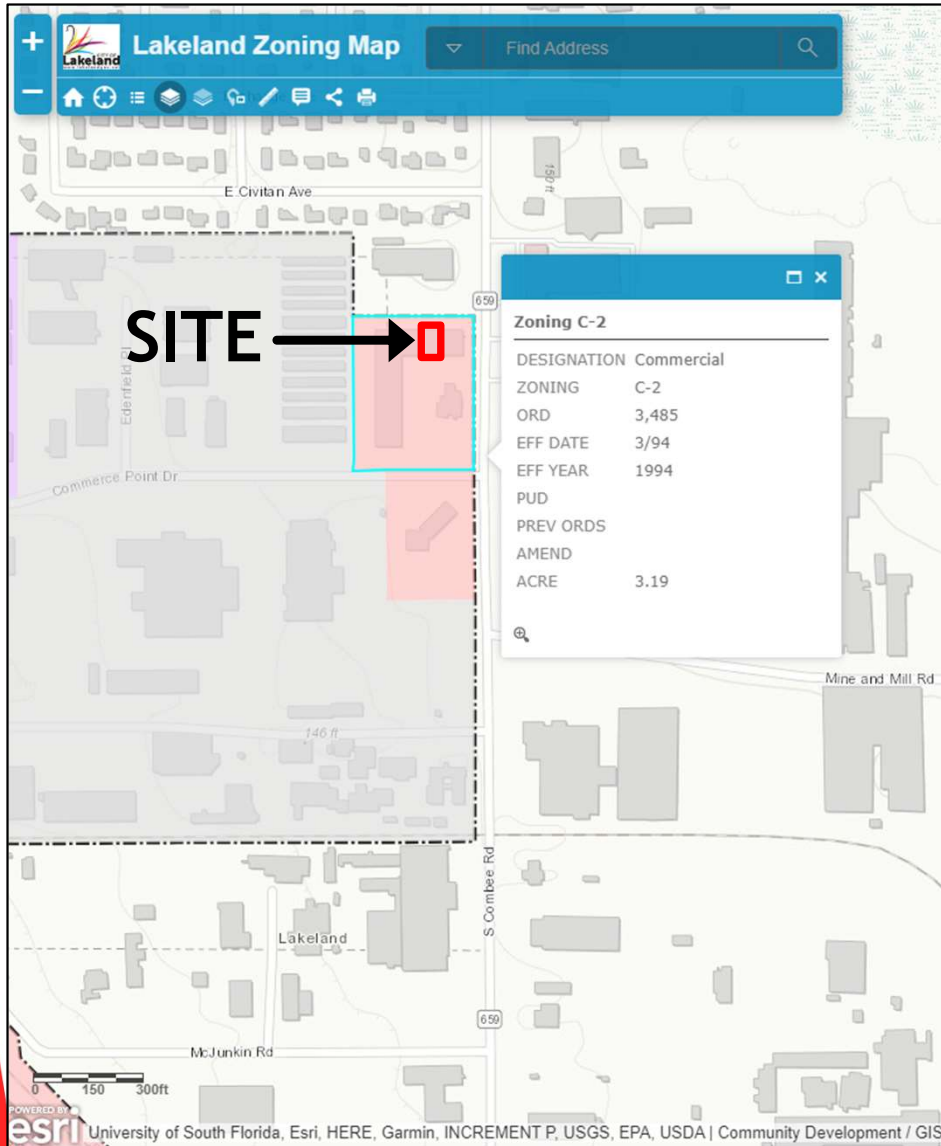 +
Lakeland
Lakeland Zoning Map
Find Address
−
E Civitan Ave
150 ft
659
SITE
Edenfield Pl
Commerce Point Dr
Zoning C-2
DESIGNATION Commercial
ZONING C-2
ORD 3,485
EFF DATE 3/94
EFF YEAR 1994
PUD
PREV ORDS
AMEND
ACRE 3.19
Mine and Mill Rd
146 ft
S Combee Rd
Lakeland
659
McJunkin Rd
0 150 300ft
POWERED BY
esri
University of South Florida, Esri, HERE, Garmin, INCREMENT P, USGS, EPA, USDA | Community Development / GIS